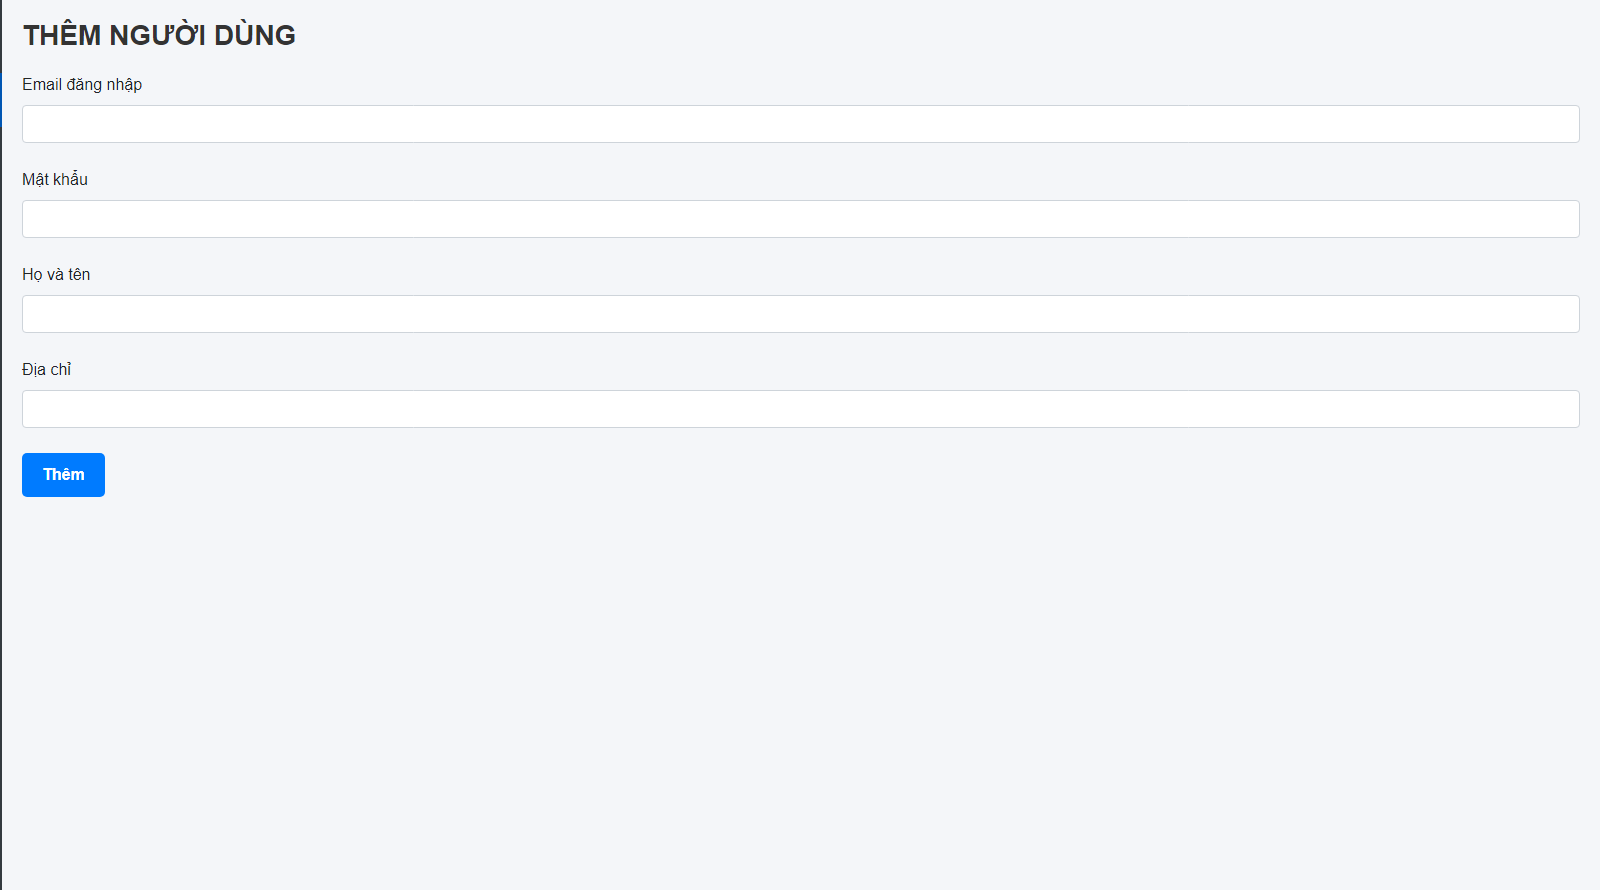 THÊM NGƯỜI DÙNG
Email đăng nhập
Mật khẩu
Họ và tên
Địa chỉ
Thêm